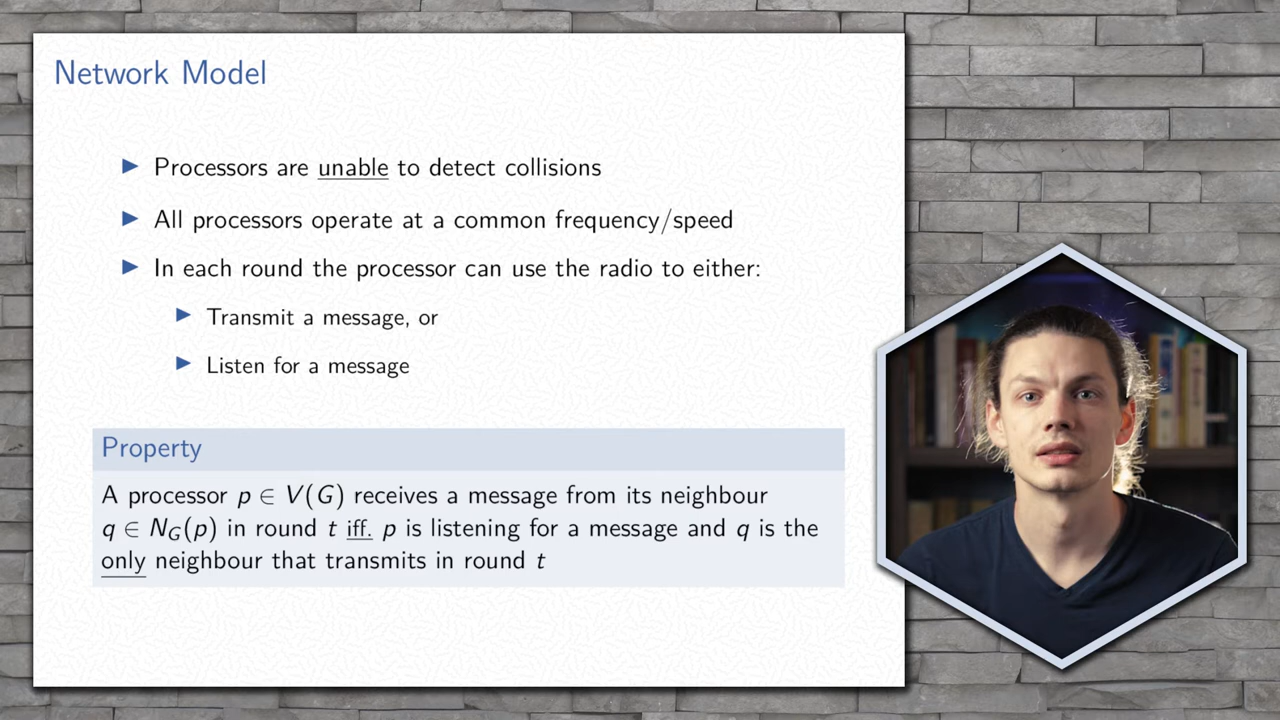 Network Model
Processors are unable to detect collisions
All processors operate at a common frequency/speed
In each round the processor can use the radio to either:
Transmit a message, or
Listen for a message
Property
A processor p ∈ V(G) receives a message from its neighbour
q ∈ N_G(p) in round t iff. p is listening for a message and q is the
only neighbour that transmits in round t